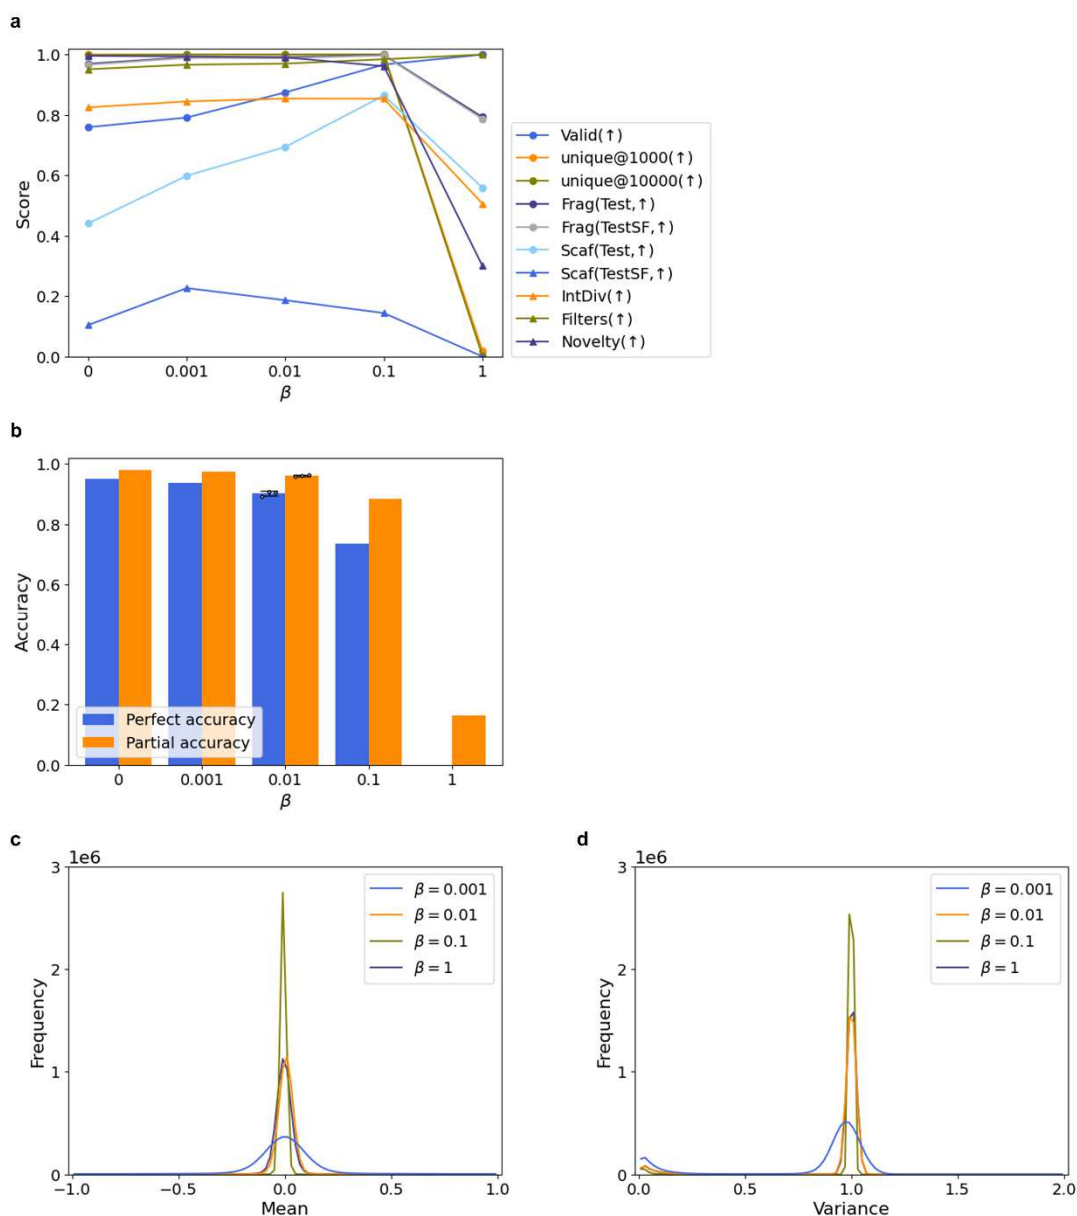 a
Score
1.0
0.8
0.6
0.4
0.2
0.0
0 0.001 0.01 0.1 1
β
Valid(↑)
unique@1000(↑)
unique@10000(↑)
Frag(Test,↑)
Frag(TestSF,↑)
Scaf(Test,↑)
Scaf(TestSF,↑)
IntDiv(↑)
Filters(↑)
Novelty(↑)
b
Accuracy
1.0
0.8
0.6
0.4
0.2
0.0
Perfect accuracy
Partial accuracy
0 0.001 0.01 0.1 1
β
c
1e6
Frequency
3
2
1
0
β = 0.001
β = 0.01
β = 0.1
β = 1
−1.0 −0.5 0.0 0.5 1.0
Mean
d
1e6
Frequency
3
2
1
0
β = 0.001
β = 0.01
β = 0.1
β = 1
0.5 1.0 1.5 2.0
Variance